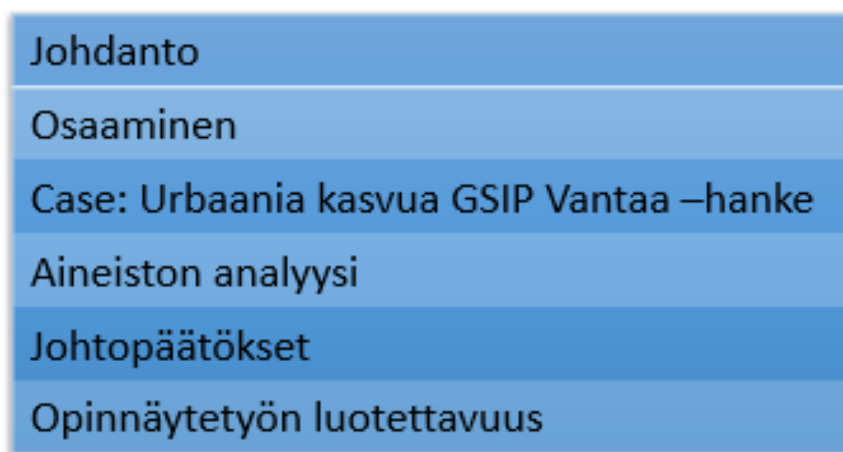 Johdanto
Osaaminen
Case: Urbaania kasvua GSIP Vantaa –hanke
Aineiston analyysi
Johtopäätökset
Opinnäytetyön luotettavuus